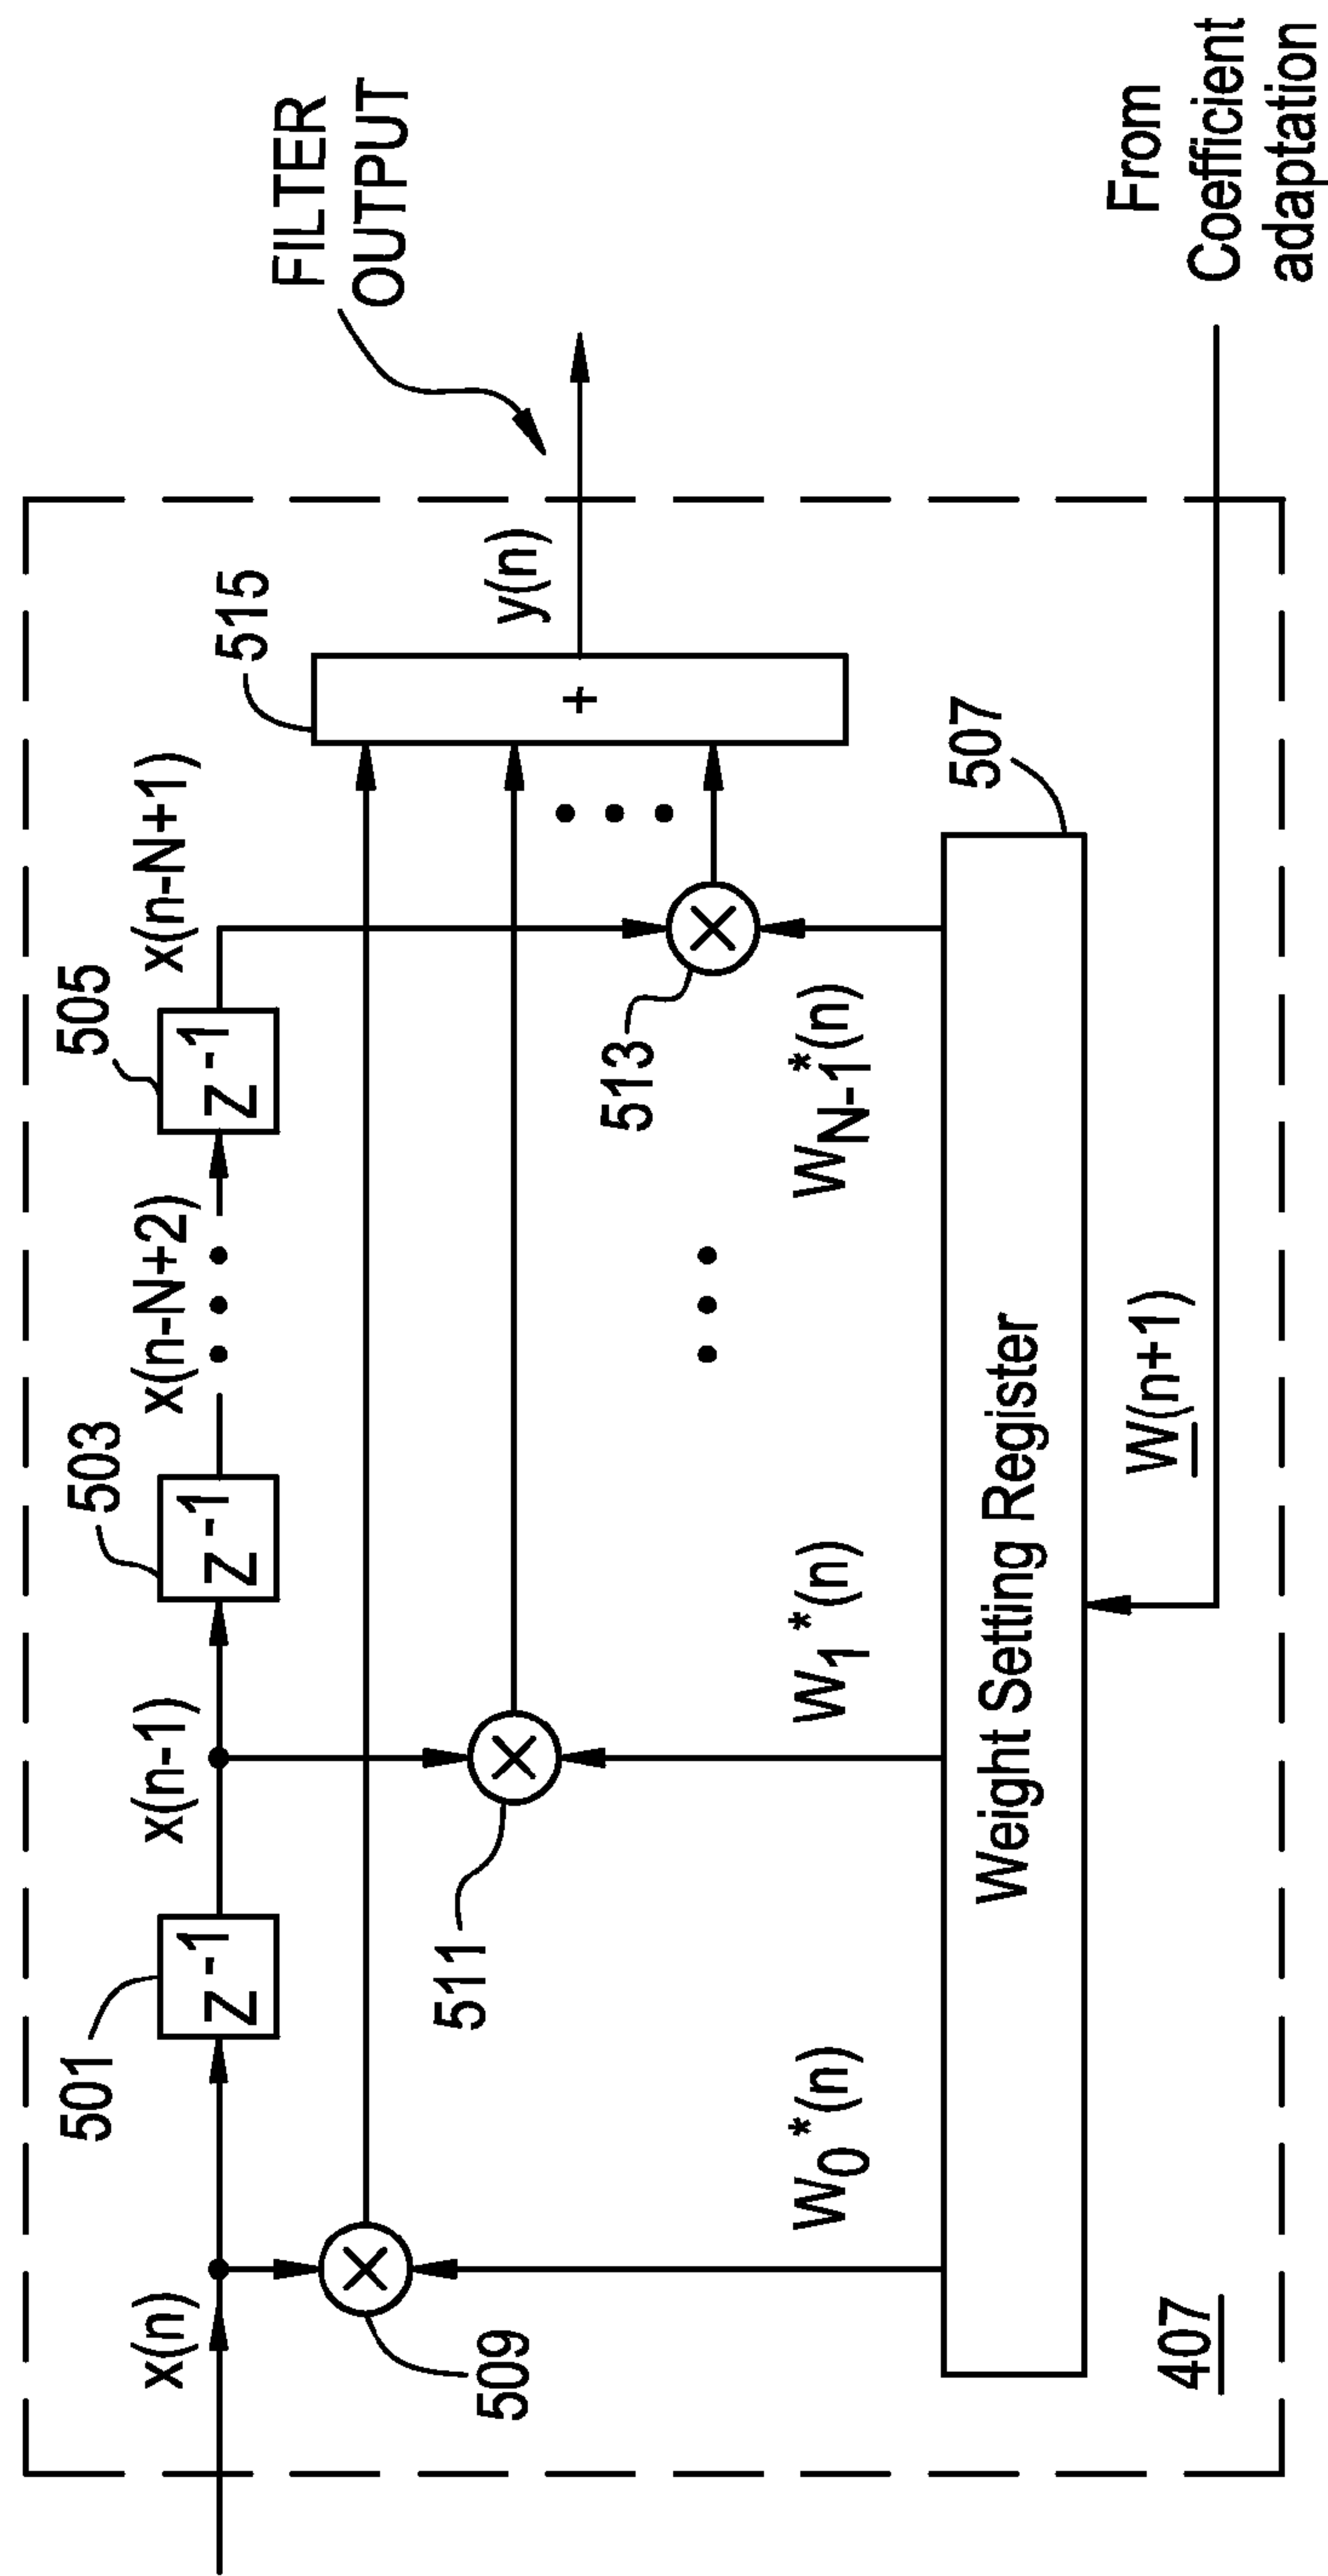 501
503
505
x(n)
x(n-1)
x(n-N+2)
x(n-N+1)
Z -1
Z -1
Z -1
515
FILTER
OUTPUT
y(n)
+
509
511
513
W0*(n)
W1*(n)
WN-1*(n)
507
Weight Setting Register
W(n+1)
From
Coefficient
adaptation
407